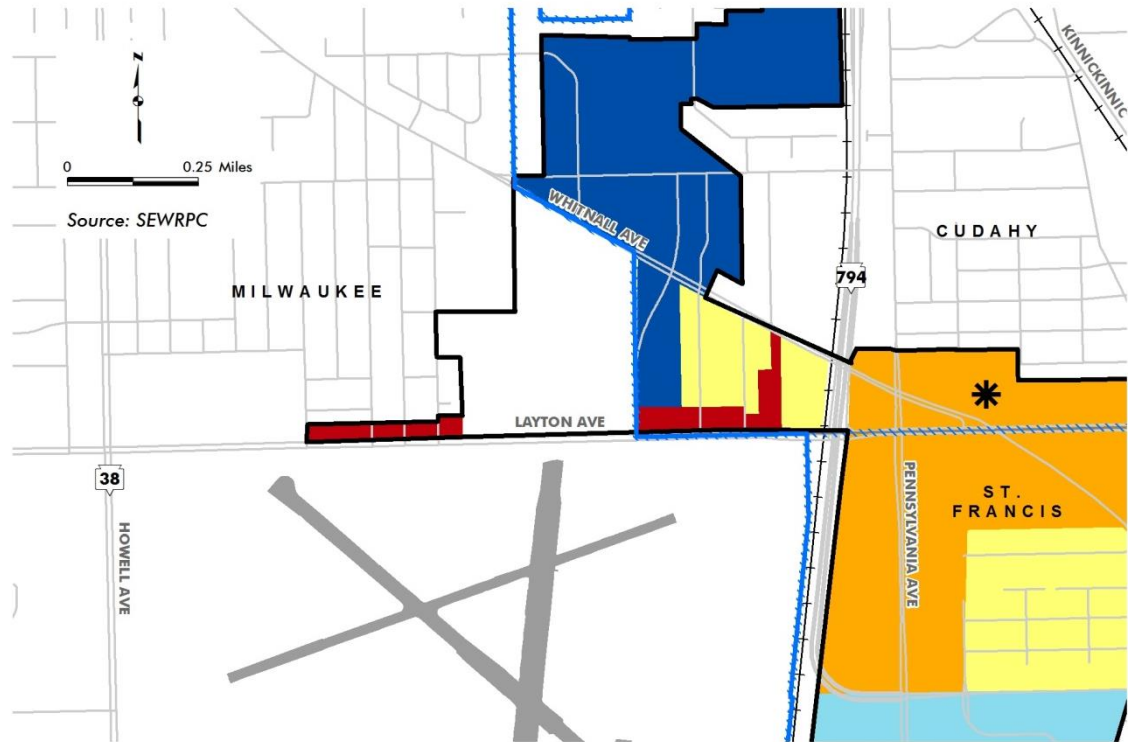 KINNICKINNIC
N
0
0.25 Miles
Source: SEWRPC
WHITNALL AVE
CUDAHY
MILWAUKEE
794
LAYTON AVE
38
HOWELL AVE
PENNSYLVANIA AVE
ST.
FRANCIS